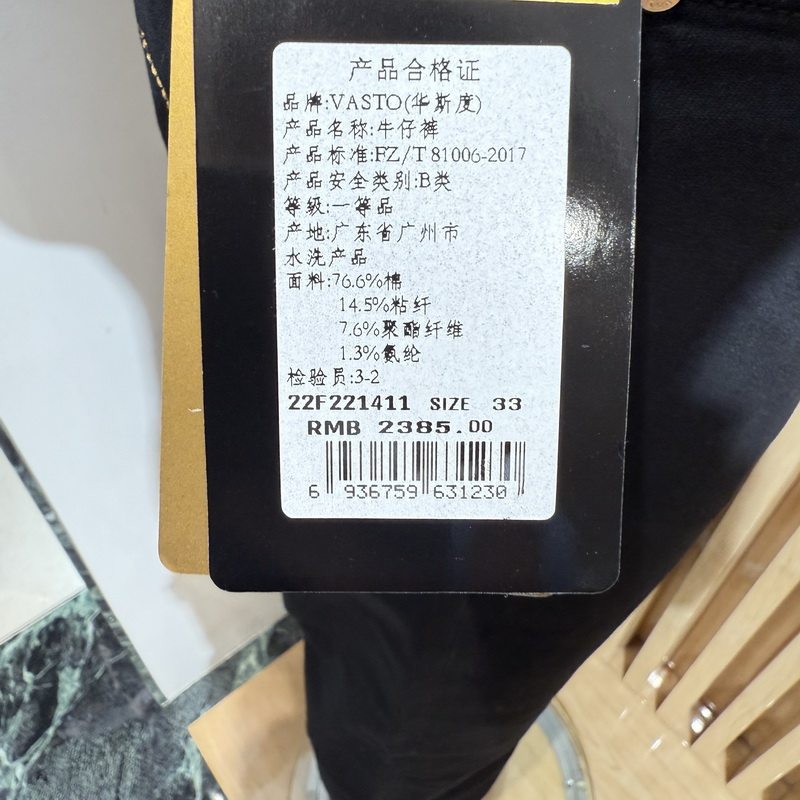 产品合格证
品牌:VASTO(华斯度)
产品名称:牛仔裤
产品标准:FZ/T 81006-2017
产品安全类别:B类
等级:一等品
产地:广东省广州市
水洗产品
面料:76.6%棉
14.5%粘纤
7.6%聚酯纤维
1.3%氨纶
检验员:3-2
22F221411 SIZE 33
RMB 2385.00
6 936759 631230